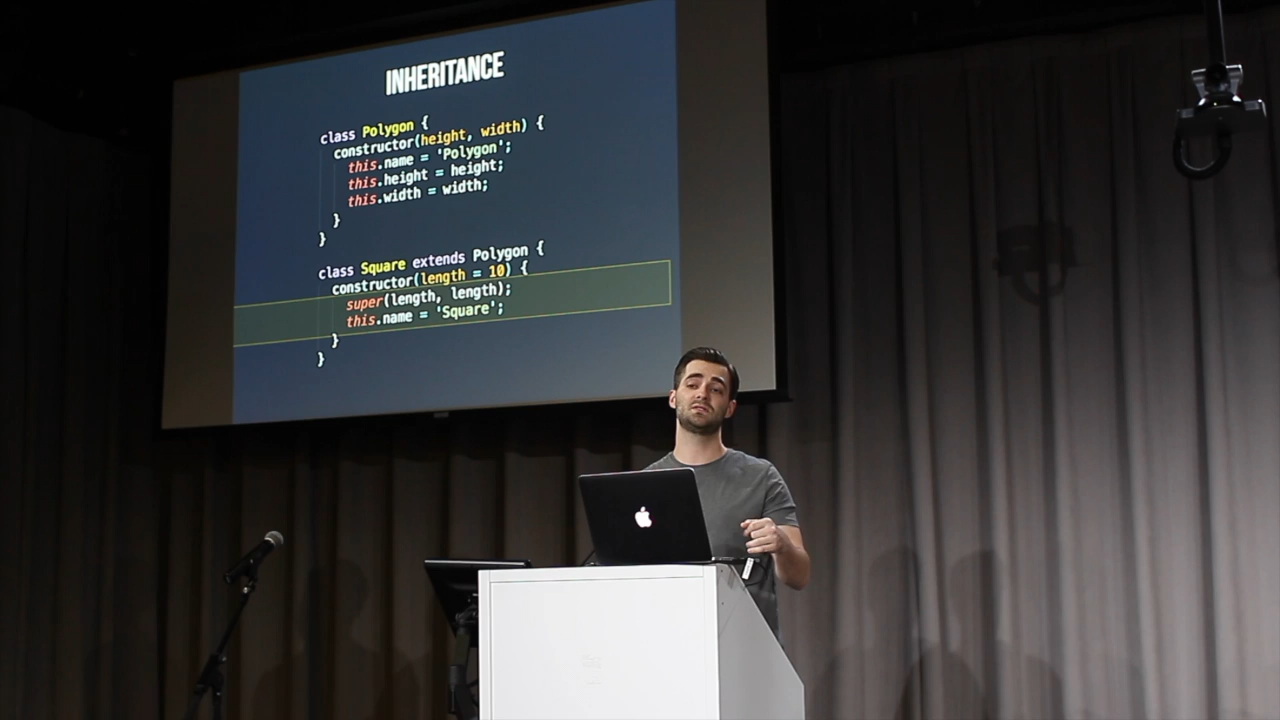 INHERITANCE
class Polygon {
constructor(height, width) {
this.name = 'Polygon';
this.height = height;
this.width = width;
}
}
class Square extends Polygon {
constructor(length = 10) {
super(length, length);
this.name = 'Square';
}
}